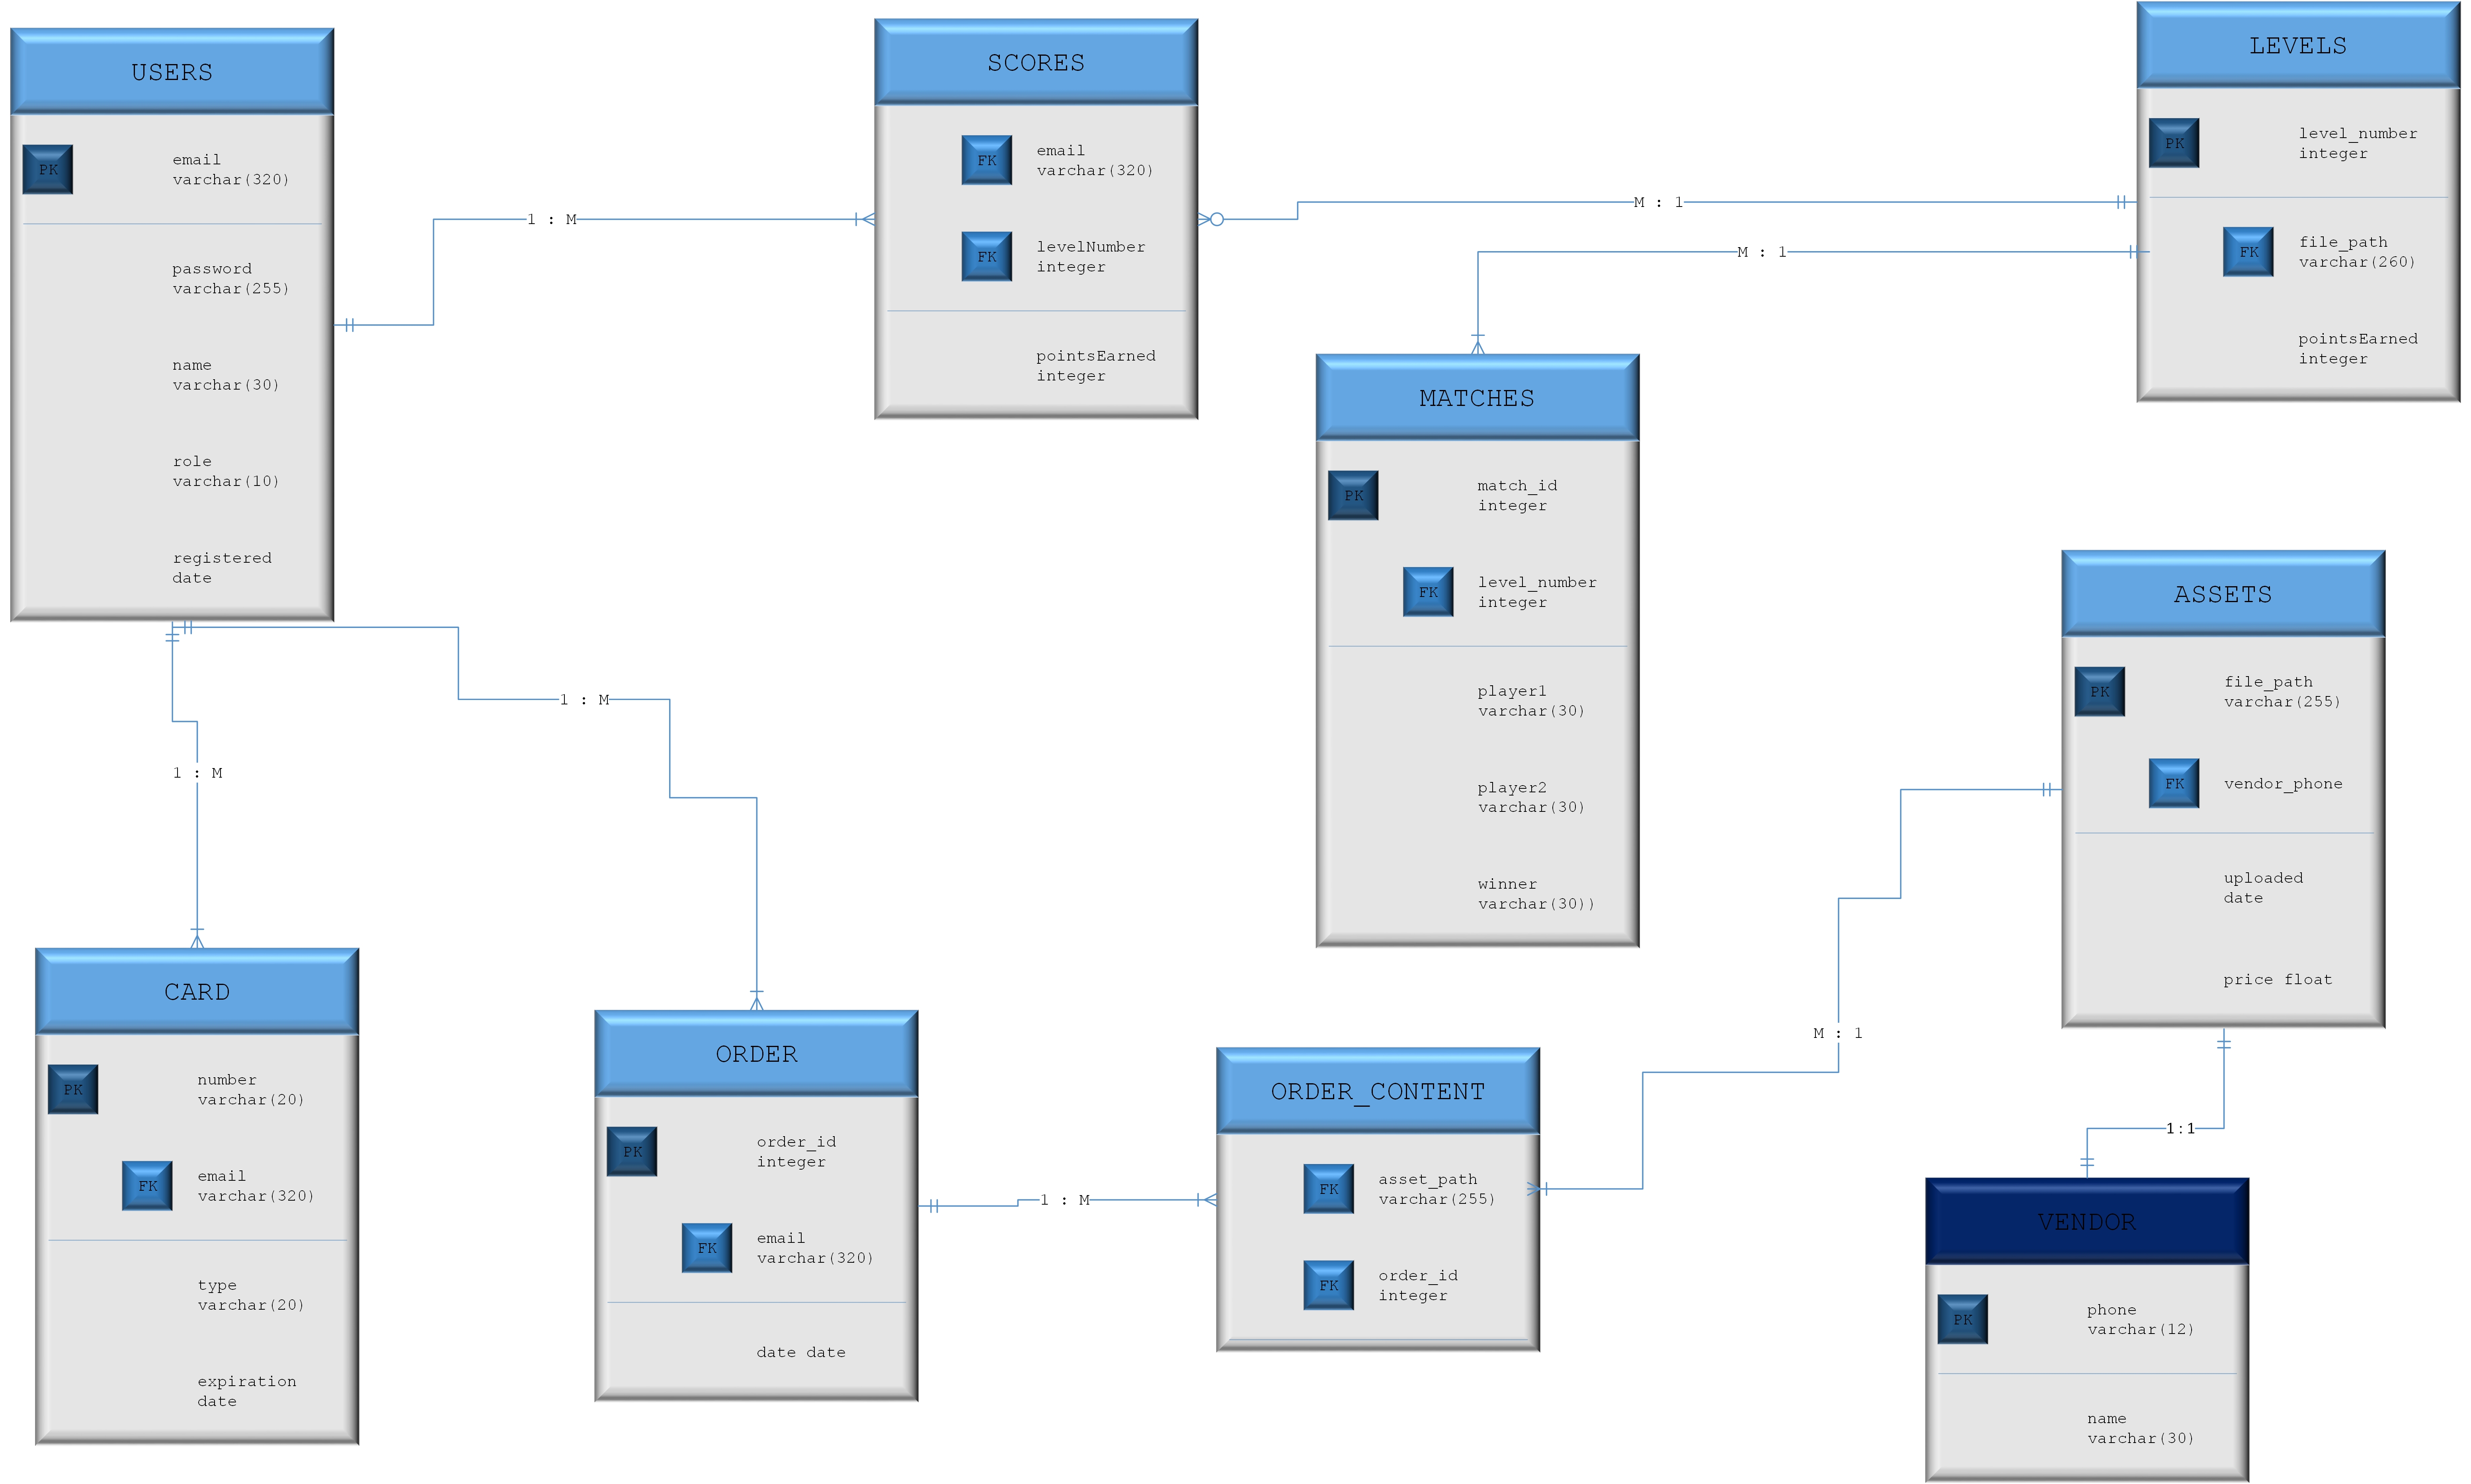 USERS
PK
email
varchar(320)
password
varchar(255)
name
varchar(30)
role
varchar(10)
registered
date
1 : M
SCORES
FK
email
varchar(320)
FK
levelNumber
integer
pointsEarned
integer
M : 1
M : 1
LEVELS
PK
level_number
integer
FK
file_path
varchar(260)
pointsEarned
integer
MATCHES
PK
match_id
integer
FK
level_number
integer
player1
varchar(30)
player2
varchar(30)
winner
varchar(30))
ASSETS
PK
file_path
varchar(255)
FK
vendor_phone
uploaded
date
price float
1 : M
1 : M
CARD
PK
number
varchar(20)
FK
email
varchar(320)
type
varchar(20)
expiration
date
ORDER
PK
order_id
integer
FK
email
varchar(320)
date date
1 : M
ORDER_CONTENT
FK
asset_path
varchar(255)
FK
order_id
integer
M : 1
1:1
VENDOR
PK
phone
varchar(12)
name
varchar(30)